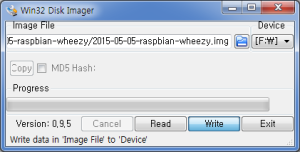 Win32 Disk Imager
Image File
Device
05-raspbian-wheezy/2015-05-05-raspbian-wheezy.img
[F:₩]
Copy
MD5 Hash:
Progress
Version: 0,9,5
Cancel
Read
Write
Exit
Write data in 'Image File' to 'Device'